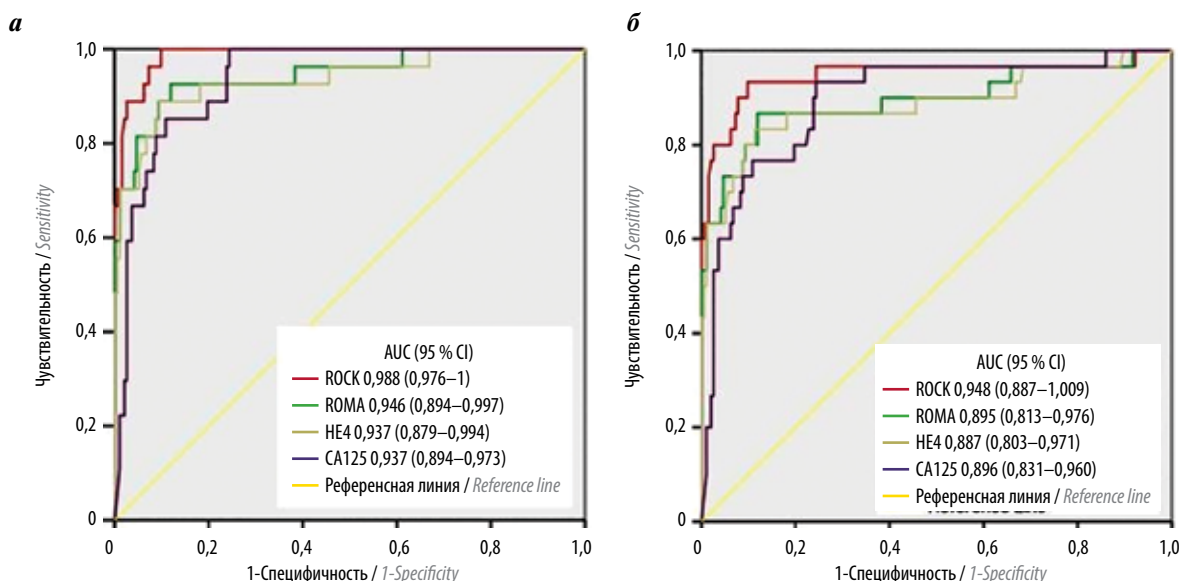 а
1,0
0,8
0,6
0,4
0,2
0
Чувствительность / Sensitivity
AUC (95 % CI)
ROCK 0,988 (0,976–1)
ROMA 0,946 (0,894–0,997)
HE4 0,937 (0,879–0,994)
CA125 0,937 (0,894–0,973)
Референсная линия / Reference line
0 0,2 0,4 0,6 0,8 1,0
1-Специфичность / 1-Specificity
б
1,0
0,8
0,6
0,4
0,2
0
Чувствительность / Sensitivity
AUC (95 % CI)
ROCK 0,948 (0,887–1,009)
ROMA 0,895 (0,813–0,976)
HE4 0,887 (0,803–0,971)
CA125 0,896 (0,831–0,960)
Референсная линия / Reference line
0 0,2 0,4 0,6 0,8 1,0
1-Специфичность / 1-Specificity